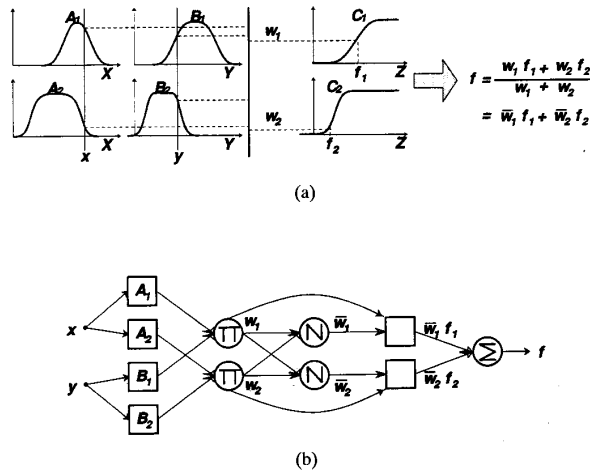 A₁ B₁ C₁
w₁
X Y f₁ Z
f = w₁ f₁ + w₂ f₂ / w₁ + w₂
= w̅₁ f₁ + w̅₂ f₂
A₂ B₂ C₂
w₂
x X y Y f₂ Z
(a)
A₁
x A₂ Π w₁ N w̅₁ w̅₁ f₁
Σ f
y B₁ Π w₂ N w̅₂ w̅₂ f₂
B₂
(b)